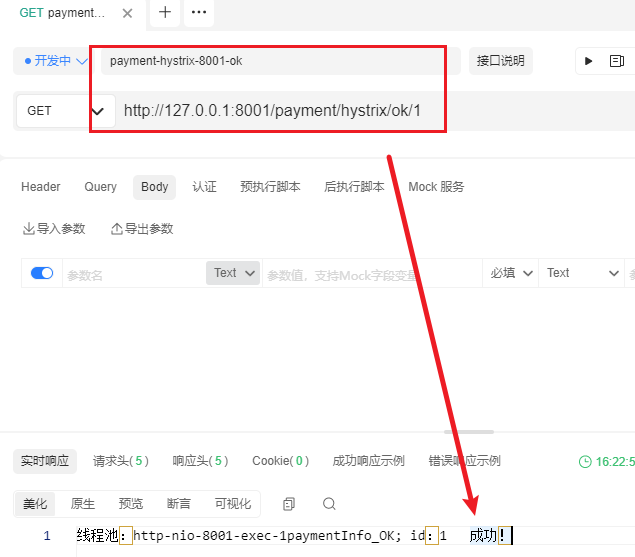 GET payment...
开发中 payment-hystrix-8001-ok 接口说明
GET http://127.0.0.1:8001/payment/hystrix/ok/1
Header Query Body 认证 预执行脚本 后执行脚本 Mock 服务
导入参数 导出参数
参数名 Text 参数值，支持Mock字段变量 必填 Text
实时响应 请求头(5) 响应头(5) Cookie(0) 成功响应示例 错误响应示例 16:22:5
美化 原生 预览 断言 可视化
1 线程池：http-nio-8001-exec-1paymentInfo_OK; id：1 成功！